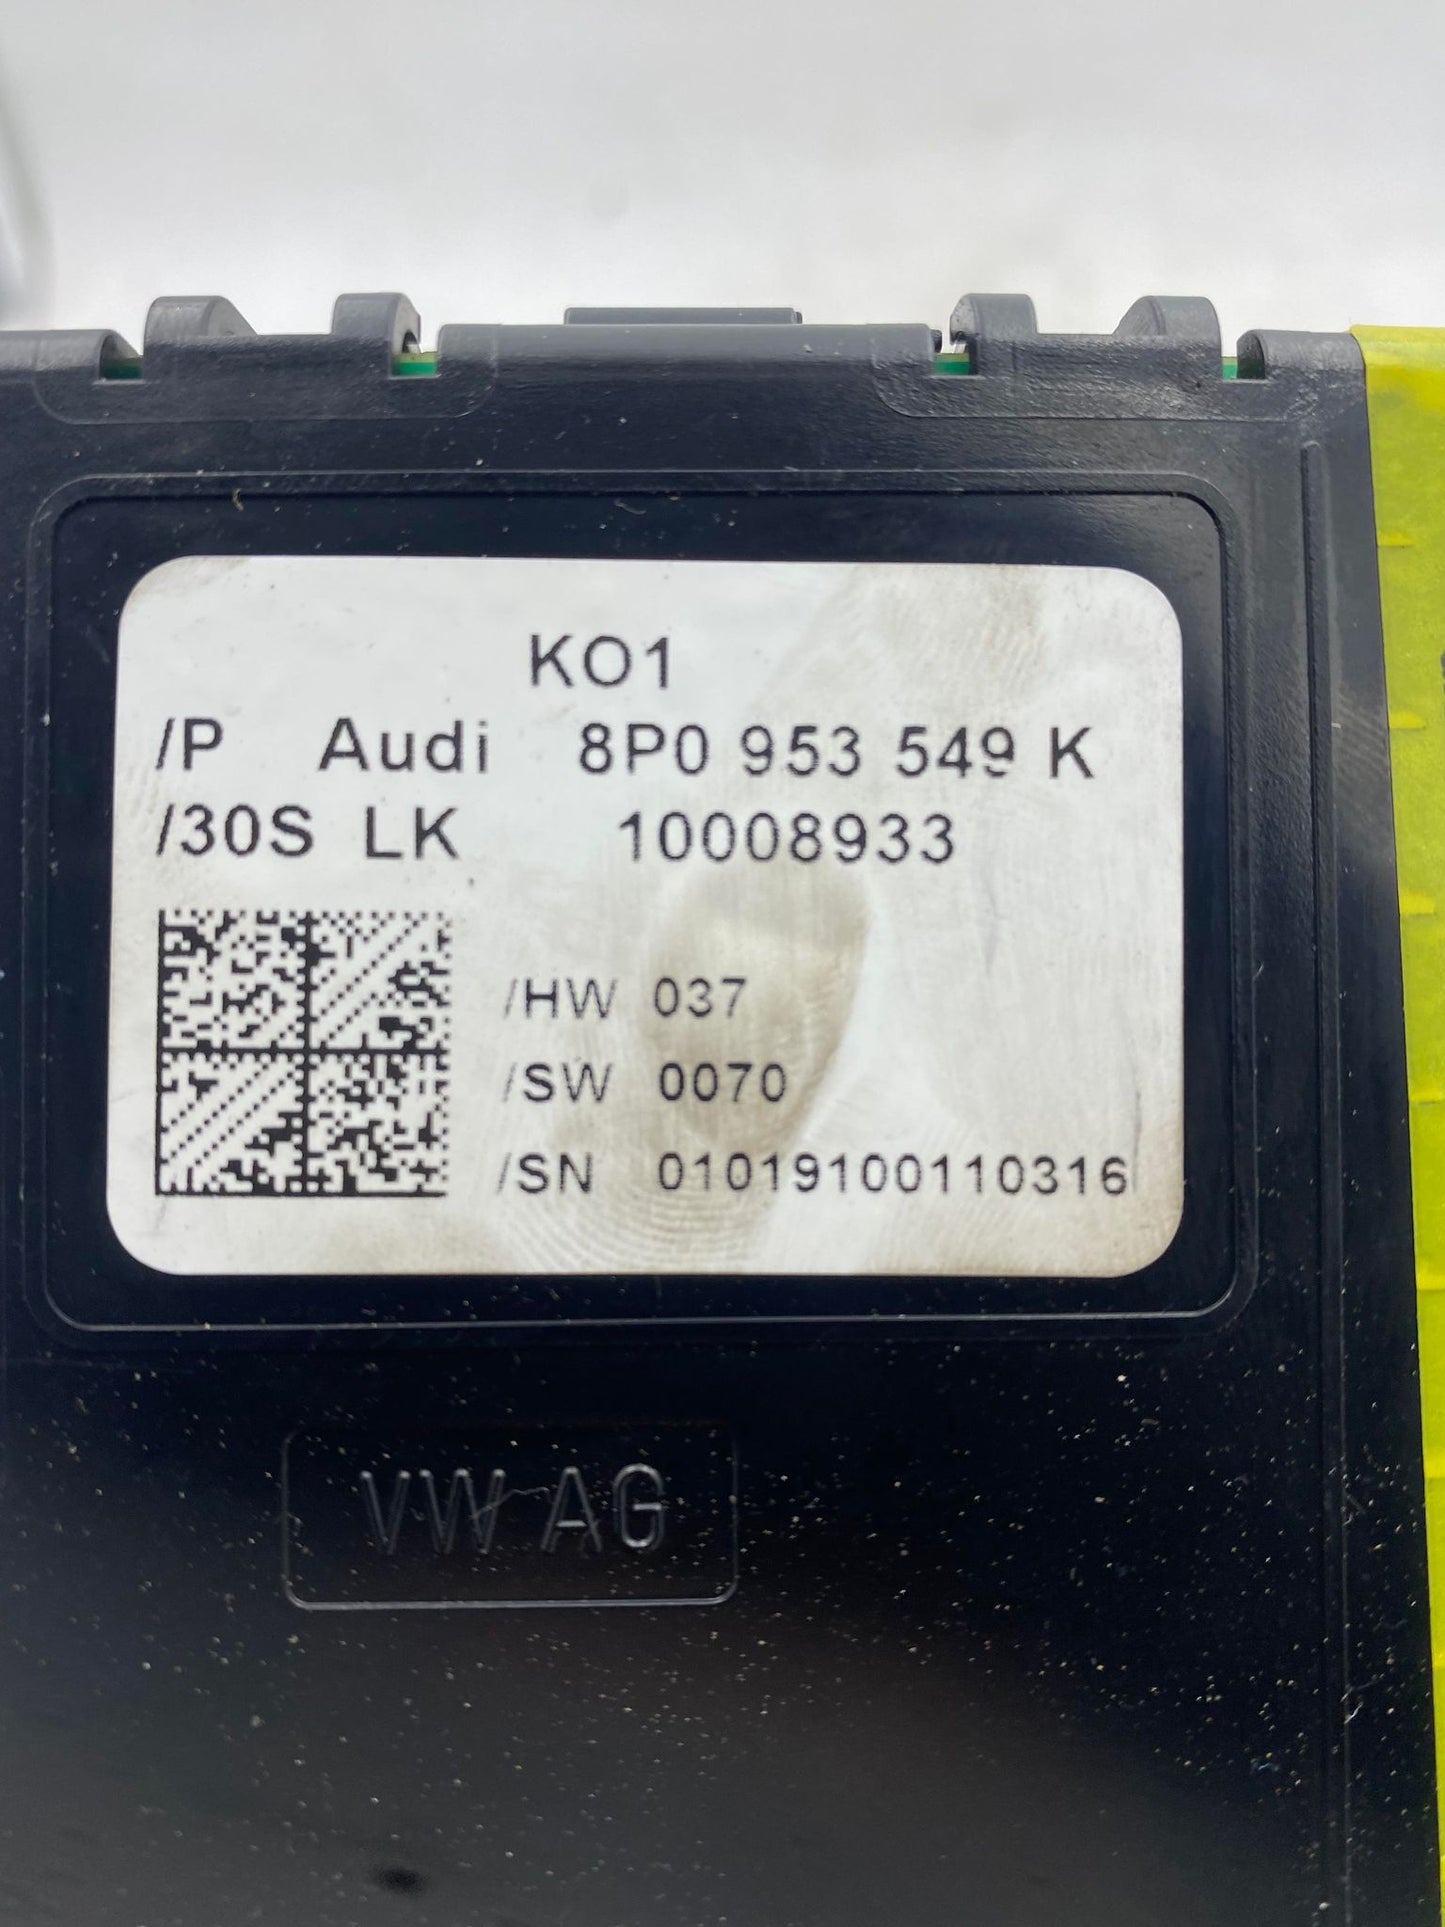 KO1
/P Audi 8P0 953 549 K
/30S LK 10008933
/HW 037
/SW 0070
/SN 01019100110316
VW AG